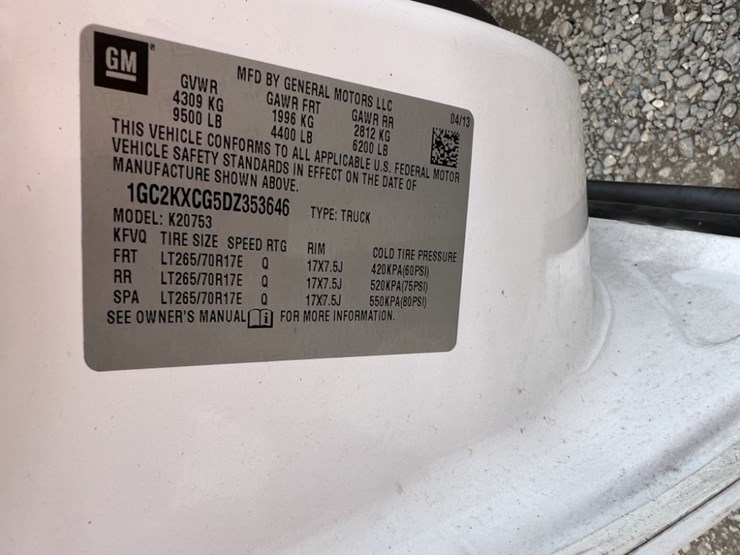 GM
MFD BY GENERAL MOTORS LLC 04/13
GVWR GAWR FRT GAWR RR
4309 KG 1996 KG 2812 KG
9500 LB 4400 LB 6200 LB
THIS VEHICLE CONFORMS TO ALL APPLICABLE U.S. FEDERAL MOTOR
VEHICLE SAFETY STANDARDS IN EFFECT ON THE DATE OF
MANUFACTURE SHOWN ABOVE.
1GC2KXCG5DZ353646 TYPE: TRUCK
MODEL: K20753
KFVQ TIRE SIZE SPEED RTG RIM COLD TIRE PRESSURE
FRT LT265/70R17E Q 17X7.5J 420KPA(60PSI)
RR LT265/70R17E Q 17X7.5J 520KPA(75PSI)
SPA LT265/70R17E Q 17X7.5J 550KPA(80PSI)
SEE OWNER'S MANUAL i FOR MORE INFORMATION.